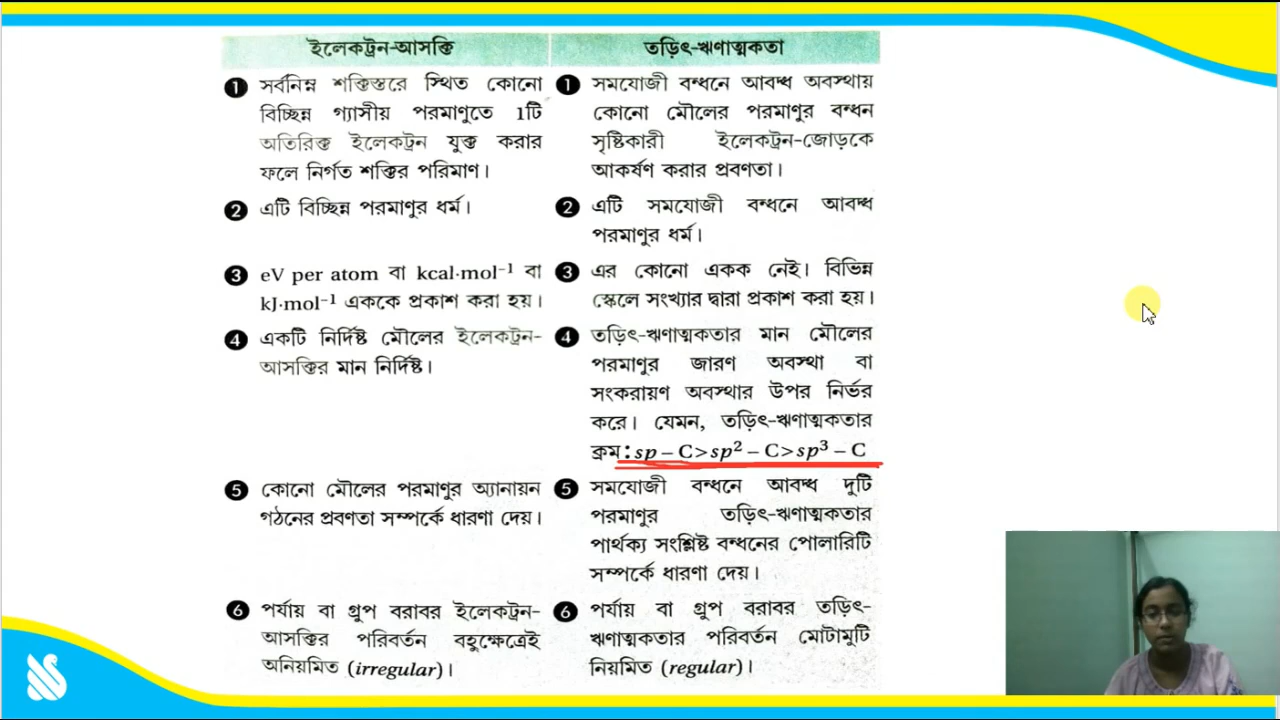 ইলেকট্রন-আসক্তি
তড়িৎ-ঋণাত্মকতা
1 সর্বনিম্ন শক্তিস্তরে স্থিত কোনো
বিচ্ছিন্ন গ্যাসীয় পরমাণুতে 1টি
অতিরিক্ত ইলেকট্রন যুক্ত করার
ফলে নির্গত শক্তির পরিমাণ।
1 সমযোজী বন্ধনে আবদ্ধ অবস্থায়
কোনো মৌলের পরমাণুর বন্ধন
সৃষ্টিকারী ইলেকট্রন-জোড়কে
আকর্ষণ করার প্রবণতা।
2 এটি বিচ্ছিন্ন পরমাণুর ধর্ম।
2 এটি সমযোজী বন্ধনে আবদ্ধ
পরমাণুর ধর্ম।
3 eV per atom বা kcal·mol⁻¹ বা
kJ·mol⁻¹ এককে প্রকাশ করা হয়।
3 এর কোনো একক নেই। বিভিন্ন
স্কেলে সংখ্যার দ্বারা প্রকাশ করা হয়।
4 একটি নির্দিষ্ট মৌলের ইলেকট্রন-
আসক্তির মান নির্দিষ্ট।
4 তড়িৎ-ঋণাত্মকতার মান মৌলের
পরমাণুর জারণ অবস্থা বা
সংকরায়ণ অবস্থার উপর নির্ভর
করে। যেমন, তড়িৎ-ঋণাত্মকতার
ক্রম: sp – C>sp² – C>sp³ – C
5 কোনো মৌলের পরমাণুর অ্যানায়ন
গঠনের প্রবণতা সম্পর্কে ধারণা দেয়।
5 সমযোজী বন্ধনে আবদ্ধ দুটি
পরমাণুর তড়িৎ-ঋণাত্মকতার
পার্থক্য সংশ্লিষ্ট বন্ধনের পোলারিটি
সম্পর্কে ধারণা দেয়।
6 পর্যায় বা গ্রুপ বরাবর ইলেকট্রন-
আসক্তির পরিবর্তন বহুক্ষেত্রেই
অনিয়মিত (irregular)।
6 পর্যায় বা গ্রুপ বরাবর তড়িৎ-
ঋণাত্মকতার পরিবর্তন মোটামুটি
নিয়মিত (regular)।